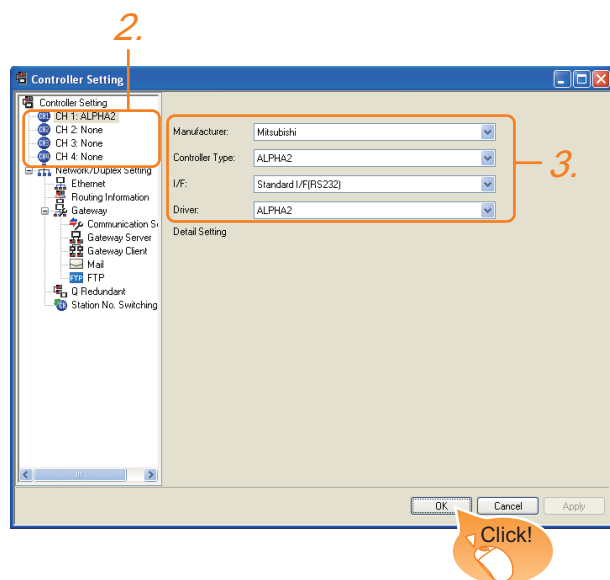 2.
Controller Setting
Controller Setting
CH 1: ALPHA2
CH 2: None
CH 3: None
CH 4: None
Network/Duplex Setting
Ethernet
Routing Information
Gateway
Communication Se
Gateway Server
Gateway Client
Mail
FTP
FTP
Q Redundant
Station No. Switching
Manufacturer: Mitsubishi
Controller Type: ALPHA2
I/F: Standard I/F(RS232)
Driver: ALPHA2
Detail Setting
3.
OK Cancel Apply
Click!